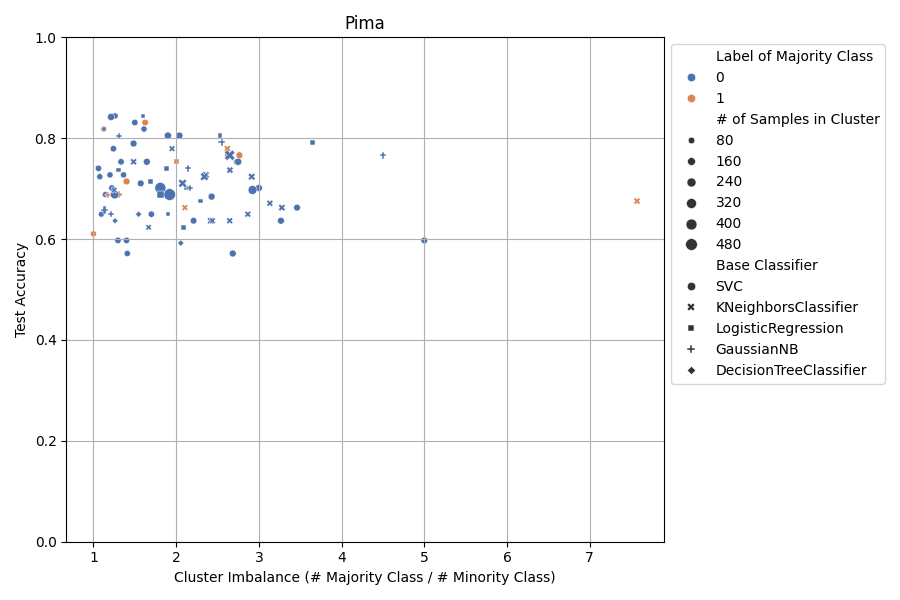 Pima
1.0
0.8
0.6
0.4
0.2
0.0
Test Accuracy
1 2 3 4 5 6 7
Cluster Imbalance (# Majority Class / # Minority Class)
Label of Majority Class
0
1
# of Samples in Cluster
80
160
240
320
400
480
Base Classifier
SVC
KNeighborsClassifier
LogisticRegression
GaussianNB
DecisionTreeClassifier